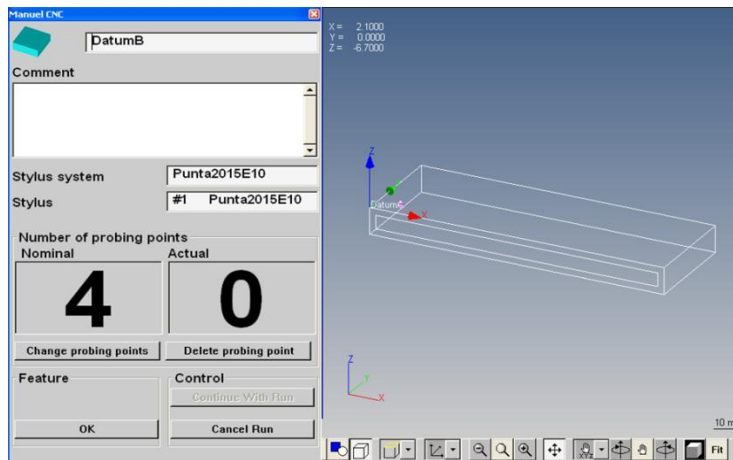 Manuel CNC
DatumB
Comment
Stylus system
Punta2015E10
Stylus
#1 Punta2015E10
Number of probing points
Nominal
Actual
4
0
Change probing points
Delete probing point
Feature
Control
Continue With Run
OK
Cancel Run
X = 2.1000
Y = 0.0000
Z = -6.7000
Z
X
Z
Y
X
10 m
XYZ
Fit